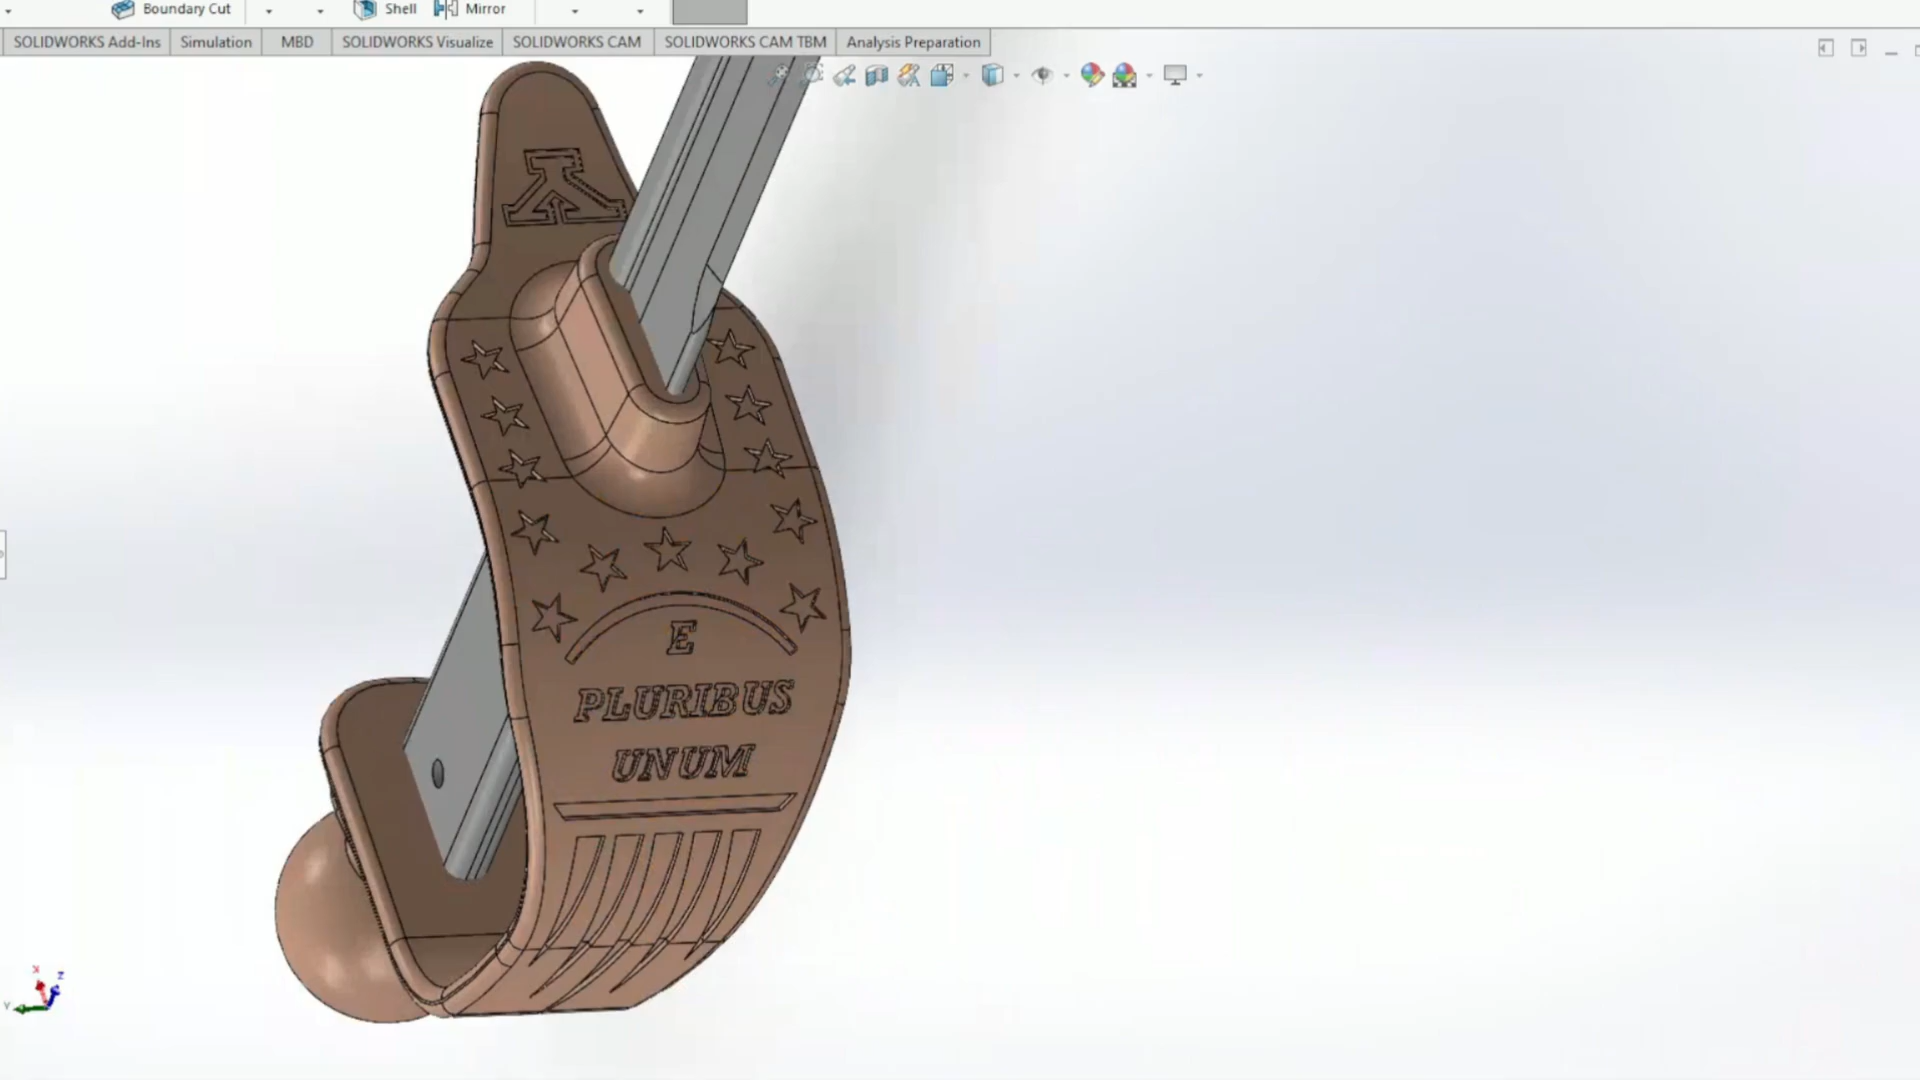 Boundary Cut Shell Mirror
SOLIDWORKS Add-Ins Simulation MBD SOLIDWORKS Visualize SOLIDWORKS CAM SOLIDWORKS CAM TBM Analysis Preparation
K
E
PLURIBUS
UNUM
X Z
Y